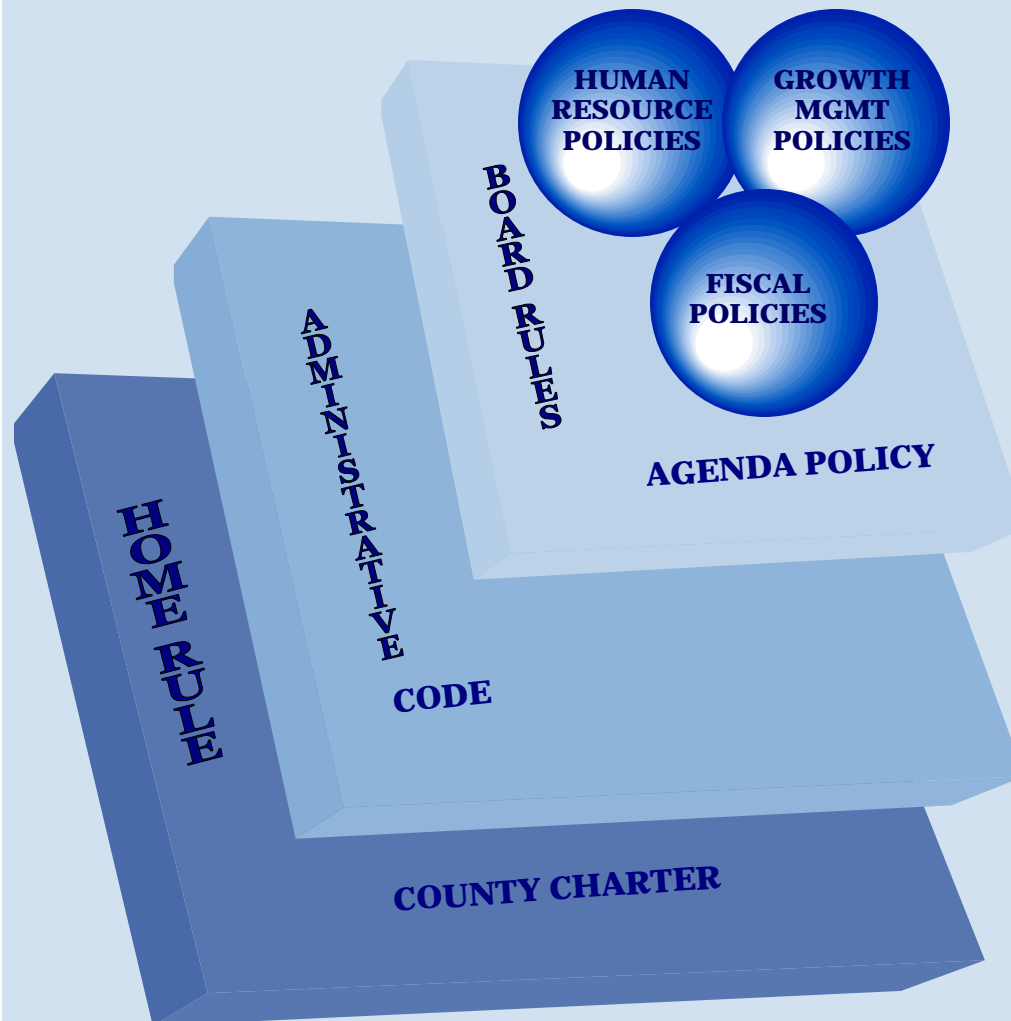 HUMAN
RESOURCE
POLICIES
GROWTH
MGMT
POLICIES
FISCAL
POLICIES
BOARD RULES
AGENDA POLICY
ADMINISTRATIVE
CODE
HOME RULE
COUNTY CHARTER